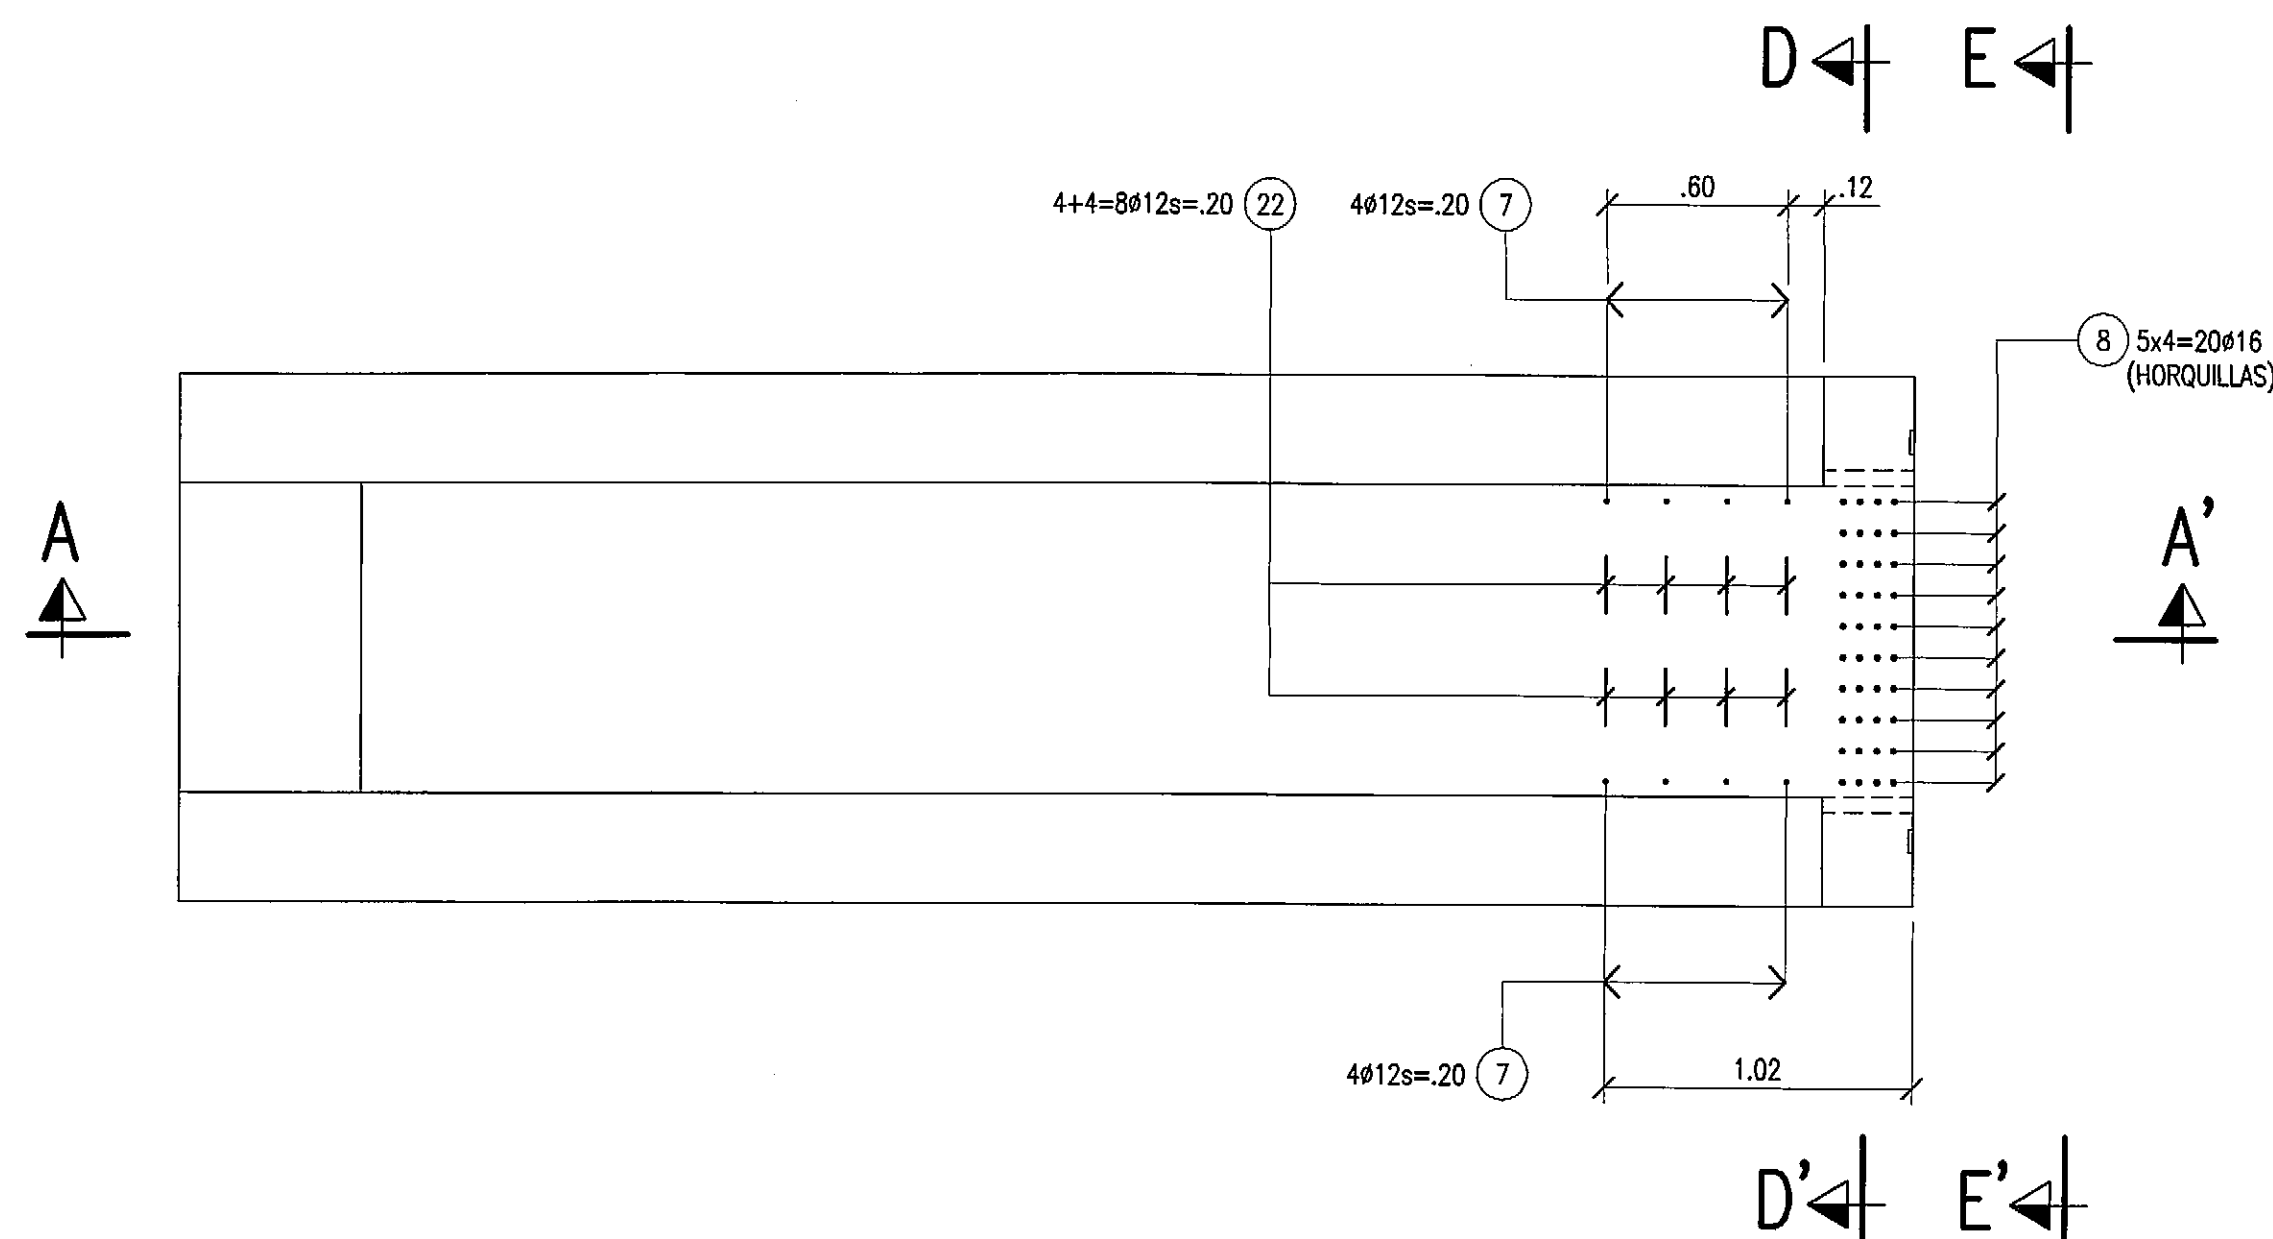 D E
4+4=8ø12s=.20 22 4ø12s=.20 7 .60 .12
8 5x4=20ø16
(HORQUILLAS)
A A'
4ø12s=.20 7 1.02
D' E'